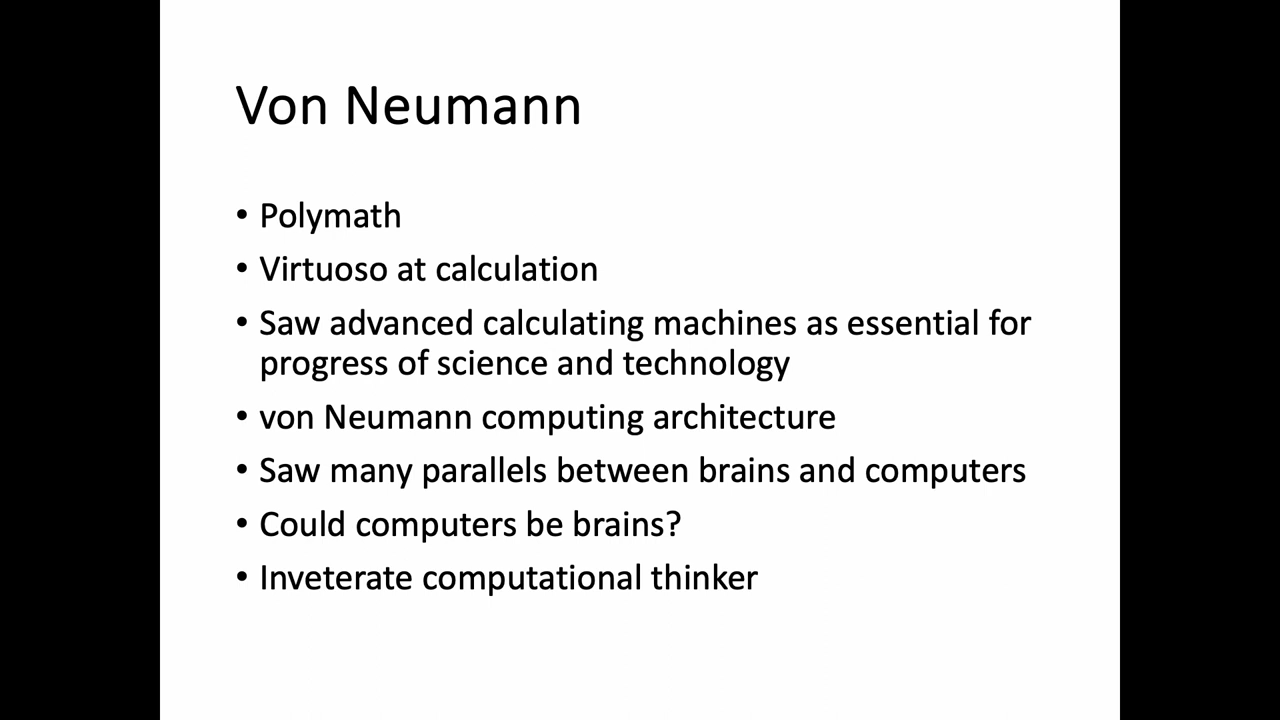 Von Neumann
• Polymath
• Virtuoso at calculation
• Saw advanced calculating machines as essential for
progress of science and technology
• von Neumann computing architecture
• Saw many parallels between brains and computers
• Could computers be brains?
• Inveterate computational thinker